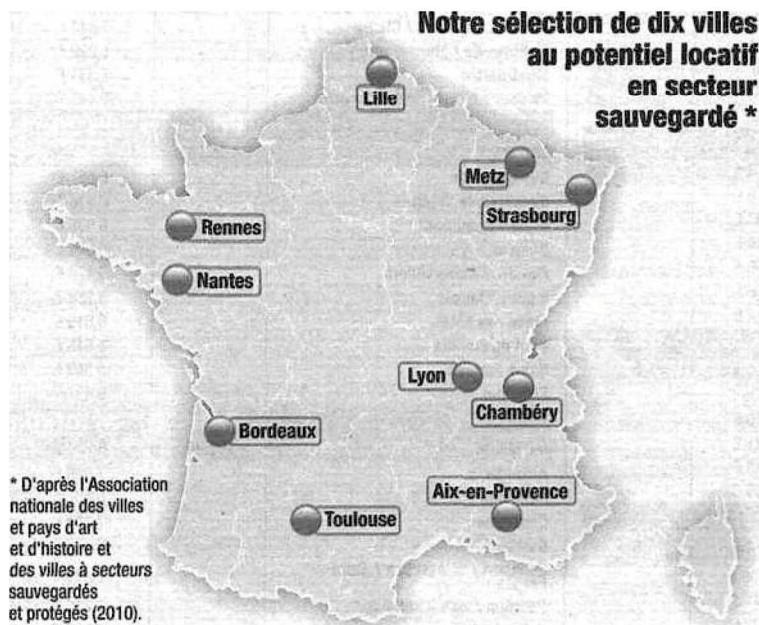 Notre sélection de dix villes
au potentiel locatif
en secteur
sauvegardé *
Lille
Metz
Strasbourg
Rennes
Nantes
Lyon
Chambéry
Bordeaux
Aix-en-Provence
Toulouse
* D'après l'Association
nationale des villes
et pays d'art
et d'histoire et
des villes à secteurs
sauvegardés
et protégés (2010).